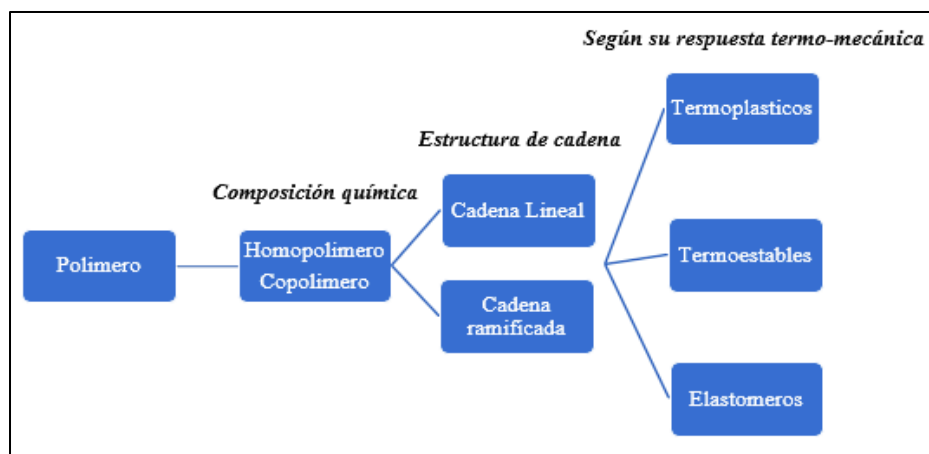 Según su respuesta termo-mecánica
Termoplasticos
Estructura de cadena
Composición química
Cadena Lineal
Polimero
Homopolimero
Copolimero
Termoestables
Cadena
ramificada
Elastomeros